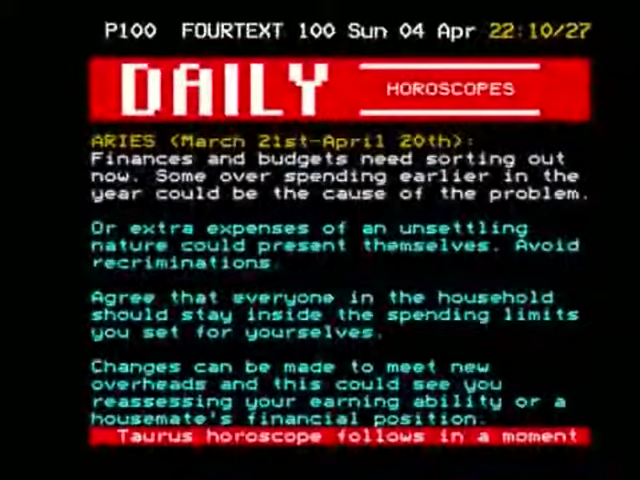 P100 FOURTEXT 100 Sun 04 Apr 22:10/27
DAILY
HOROSCOPES
ARIES (March 21st-April 20th):
Finances and budgets need sorting out
now. Some over spending earlier in the
year could be the cause of the problem.
Or extra expenses of an unsettling
nature could present themselves. Avoid
recriminations.
Agree that everyone in the household
should stay inside the spending limits
you set for yourselves.
Changes can be made to meet new
overheads and this could see you
reassessing your earning ability or a
housemate's financial position.
Taurus horoscope follows in a moment